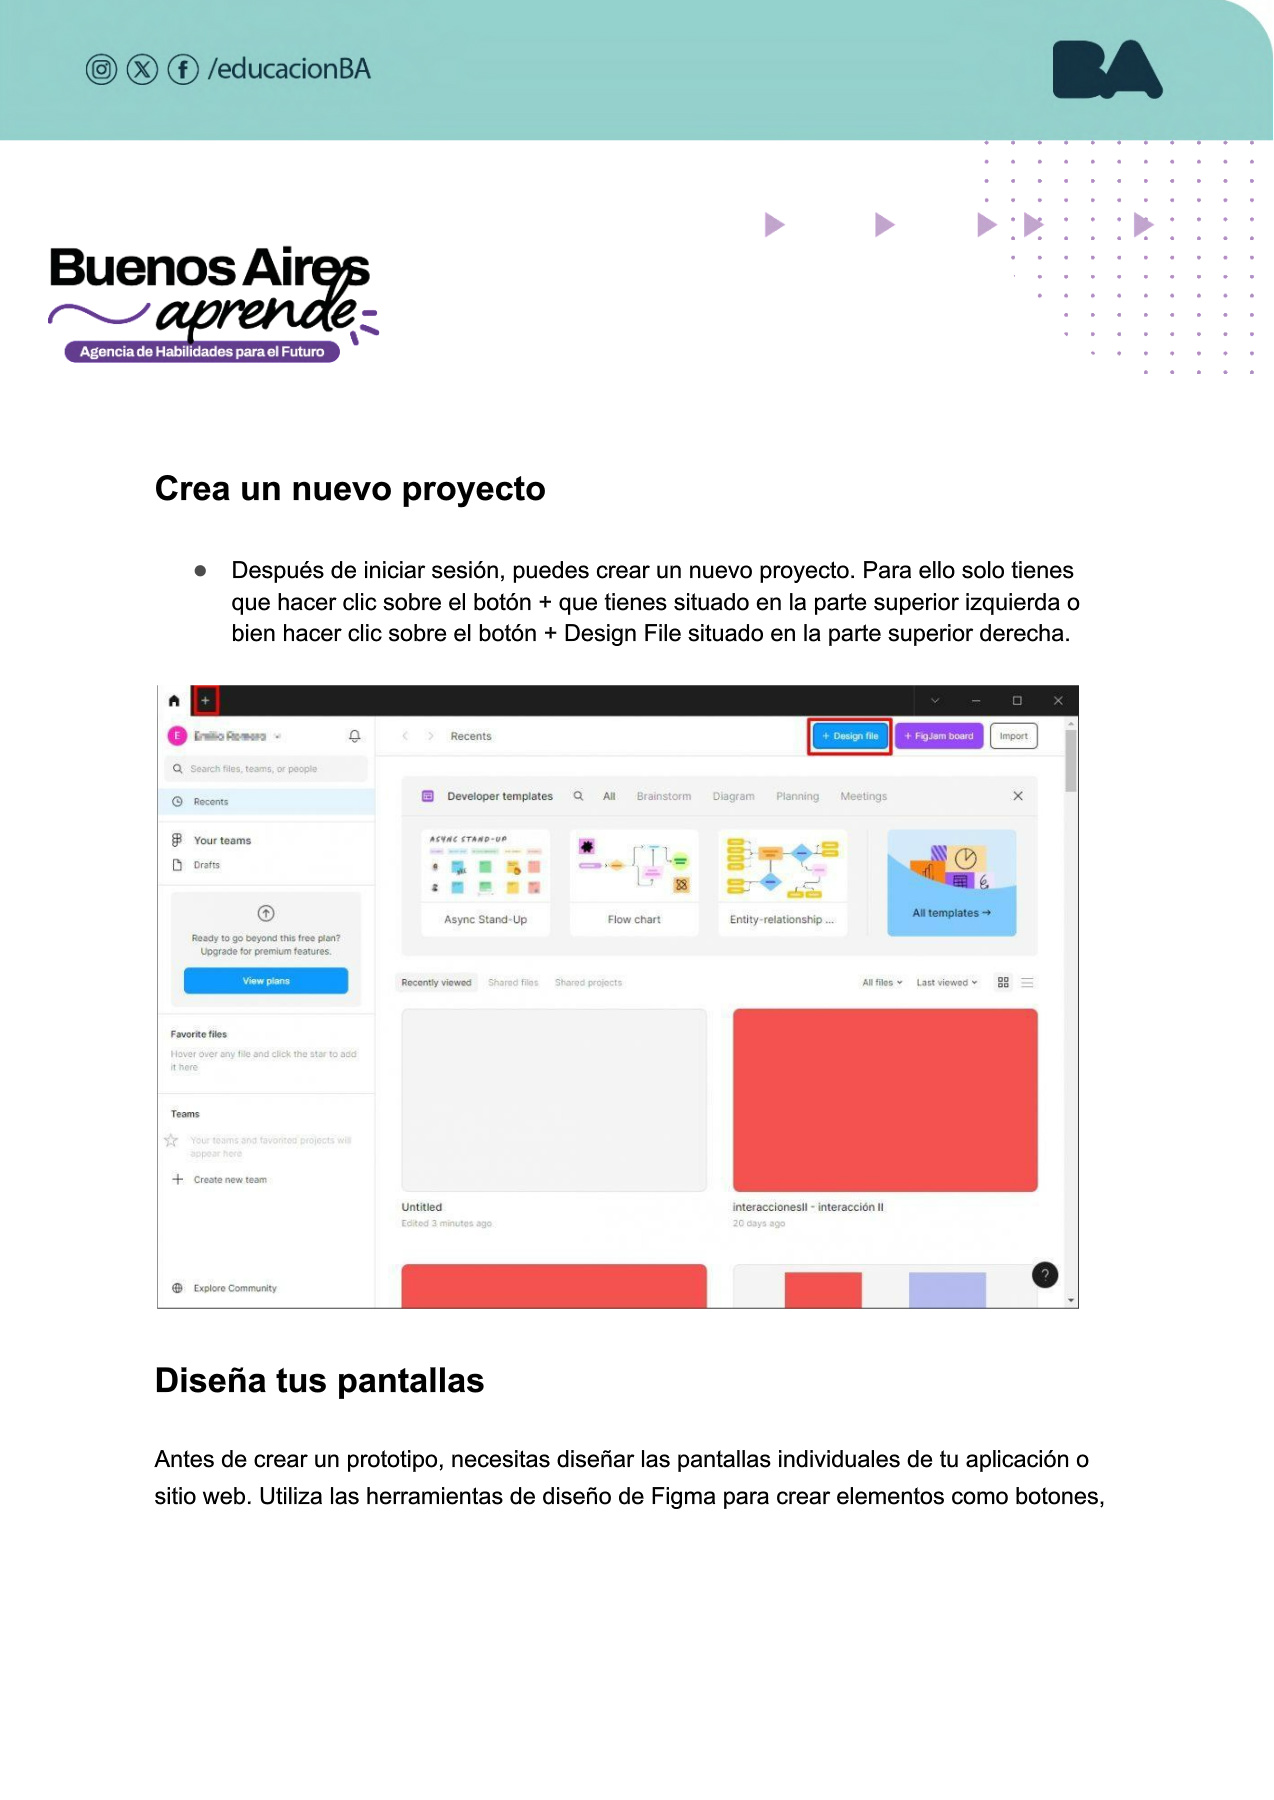 /educacionBA
BA
Buenos Aires
aprende
Agencia de Habilidades para el Futuro
Crea un nuevo proyecto
● Después de iniciar sesión, puedes crear un nuevo proyecto. Para ello solo tienes
que hacer clic sobre el botón + que tienes situado en la parte superior izquierda o
bien hacer clic sobre el botón + Design File situado en la parte superior derecha.
+
E
Recents
+ Design file
+ FigJam board
Import
Search files, teams, or people
Recents
Your teams
Drafts
Ready to go beyond this free plan?
Upgrade for premium features.
View plans
Favorite files
Hover over any file and click the star to add
it here
Teams
Your teams and favorited projects will
appear here
Create new team
Explore Community
Developer templates
All
Brainstorm
Diagram
Planning
Meetings
ASYNC STAND-UP
Async Stand-Up
Flow chart
Entity-relationship ...
All templates →
Recently viewed
Shared files
Shared projects
All files
Last viewed
Untitled
Edited 3 minutes ago
interaccionesII - interacción II
20 days ago
?
Diseña tus pantallas
Antes de crear un prototipo, necesitas diseñar las pantallas individuales de tu aplicación o
sitio web. Utiliza las herramientas de diseño de Figma para crear elementos como botones,